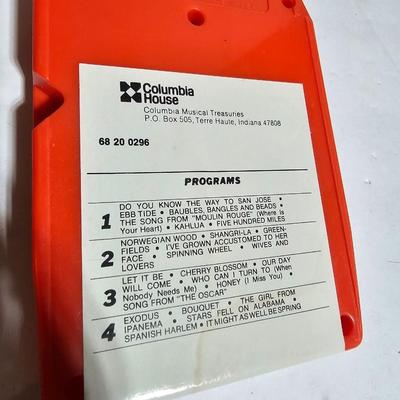 Columbia
House
Columbia Musical Treasuries
P.O. Box 505, Terre Haute, Indiana 47808
68 20 0296
PROGRAMS
1
DO YOU KNOW THE WAY TO SAN JOSE •
EBB TIDE • BAUBLES, BANGLES AND BEADS •
THE SONG FROM "MOULIN ROUGE" (Where Is
Your Heart) • KAHLUA • FIVE HUNDRED MILES
2
NORWEGIAN WOOD • SHANGRI-LA • GREEN-
FIELDS • I'VE GROWN ACCUSTOMED TO HER
FACE • SPINNING WHEEL • WIVES AND
LOVERS
3
LET IT BE • CHERRY BLOSSOM • OUR DAY
WILL COME • WHO CAN I TURN TO (When
Nobody Needs Me) • HONEY (I Miss You) •
SONG FROM "THE OSCAR"
4
EXODUS • BOUQUET • THE GIRL FROM
IPANEMA • STARS FELL ON ALABAMA •
SPANISH HARLEM • IT MIGHT AS WELL BE SPRING